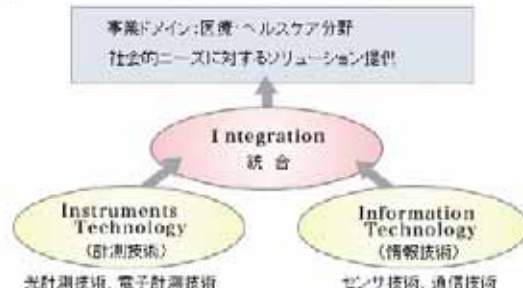 事業ドメイン:医療・ヘルスケア分野
社会的ニーズに対するソリューション提供
Integration
統合
Instruments
Technology
(計測技術)
Information
Technology
(情報技術)
光計測技術、電子計測技術
センサ技術、通信技術